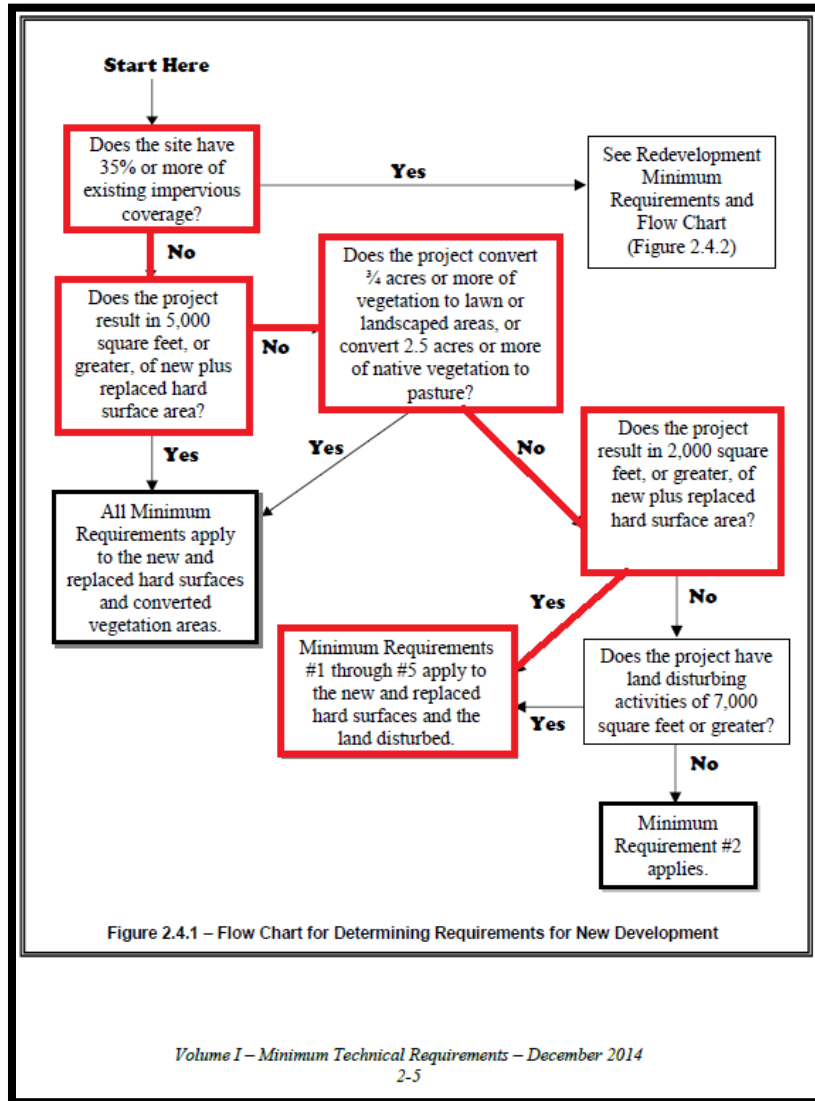 Start Here
Does the site have
35% or more of
existing impervious
coverage?
Yes
See Redevelopment
Minimum
Requirements and
Flow Chart
(Figure 2.4.2)
No
Does the project
result in 5,000
square feet, or
greater, of new plus
replaced hard
surface area?
No
Does the project convert
¾ acres or more of
vegetation to lawn or
landscaped areas, or
convert 2.5 acres or more
of native vegetation to
pasture?
Yes
Yes
No
Does the project
result in 2,000 square
feet, or greater, of
new plus replaced
hard surface area?
All Minimum
Requirements apply
to the new and
replaced hard surfaces
and converted
vegetation areas.
Yes
No
Minimum Requirements
#1 through #5 apply to
the new and replaced
hard surfaces and the
land disturbed.
Yes
Does the project have
land disturbing
activities of 7,000
square feet or greater?
No
Minimum
Requirement #2
applies.
Figure 2.4.1 – Flow Chart for Determining Requirements for New Development
Volume I – Minimum Technical Requirements – December 2014
2-5